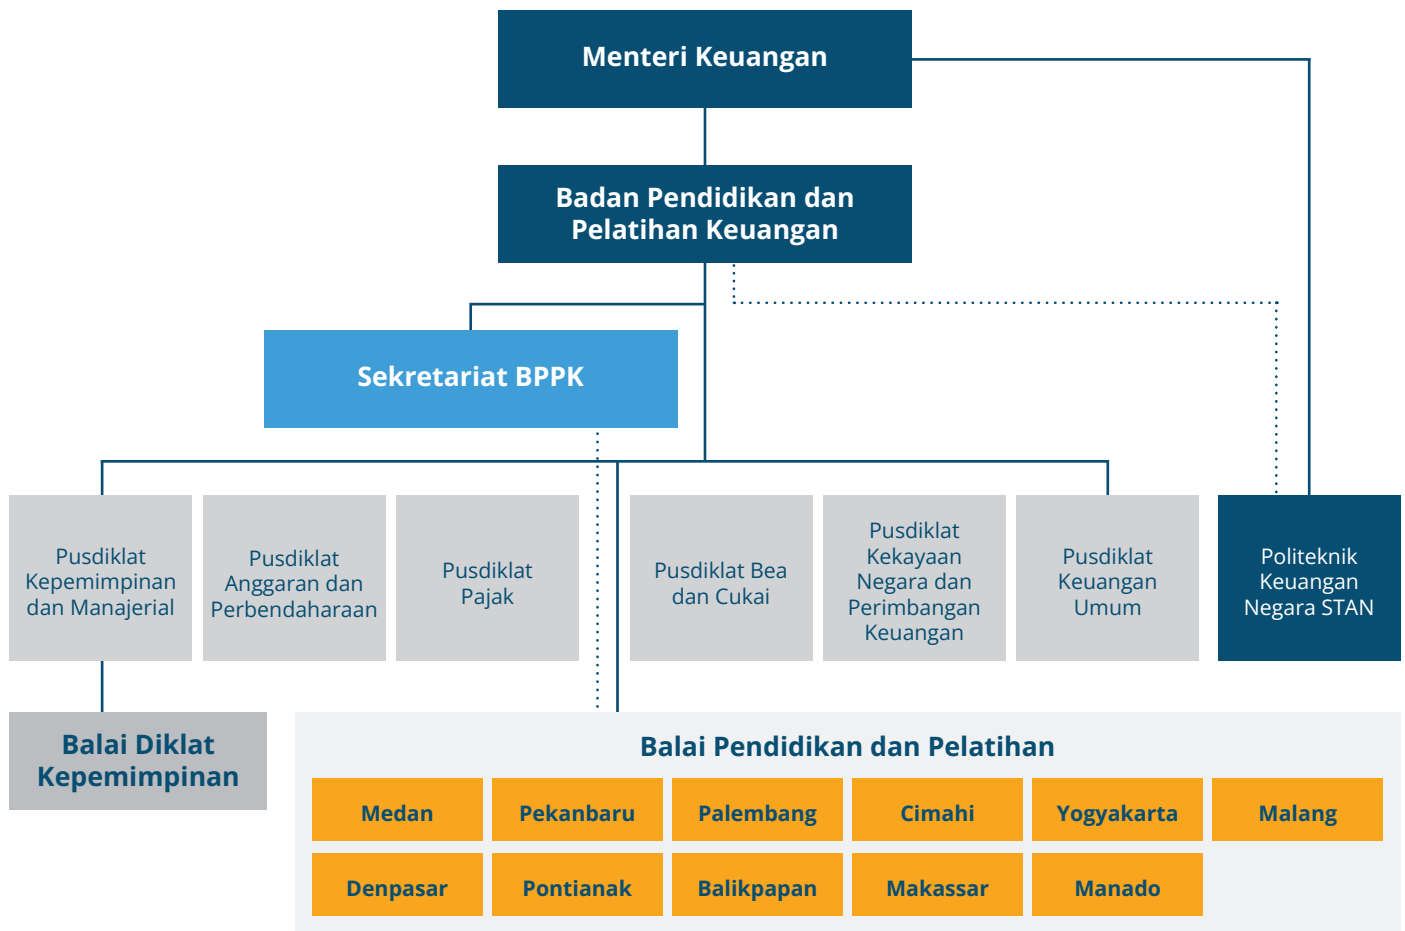 Menteri Keuangan
Badan Pendidikan dan
Pelatihan Keuangan
Sekretariat BPPK
Pusdiklat
Kepemimpinan
dan Manajerial
Pusdiklat
Anggaran dan
Perbendaharaan
Pusdiklat
Pajak
Pusdiklat Bea
dan Cukai
Pusdiklat
Kekayaan
Negara dan
Perimbangan
Keuangan
Pusdiklat
Keuangan
Umum
Politeknik
Keuangan
Negara STAN
Balai Diklat
Kepemimpinan
Balai Pendidikan dan Pelatihan
Medan
Pekanbaru
Palembang
Cimahi
Yogyakarta
Malang
Denpasar
Pontianak
Balikpapan
Makassar
Manado